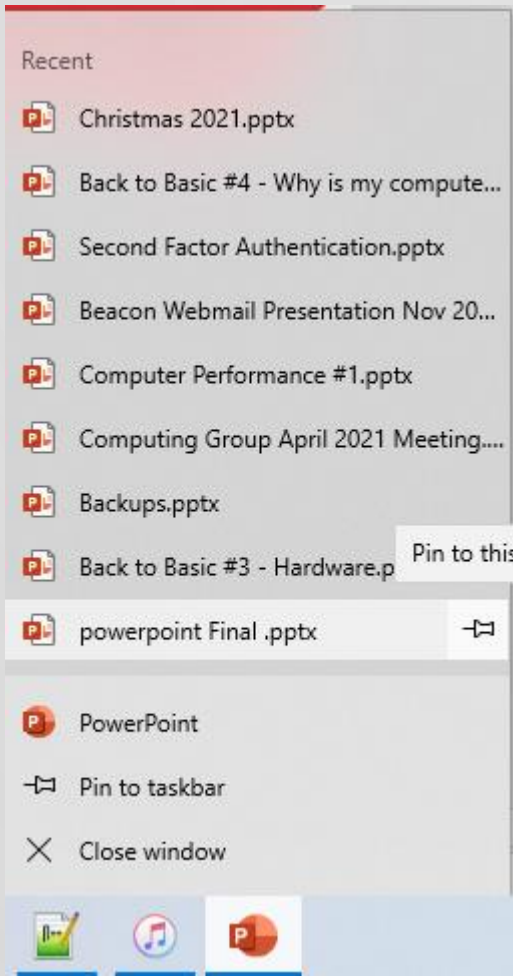 Recent
Christmas 2021.pptx
Back to Basic #4 - Why is my compute...
Second Factor Authentication.pptx
Beacon Webmail Presentation Nov 20...
Computer Performance #1.pptx
Computing Group April 2021 Meeting....
Backups.pptx
Back to Basic #3 - Hardware.p
Pin to this
powerpoint Final .pptx
PowerPoint
Pin to taskbar
Close window